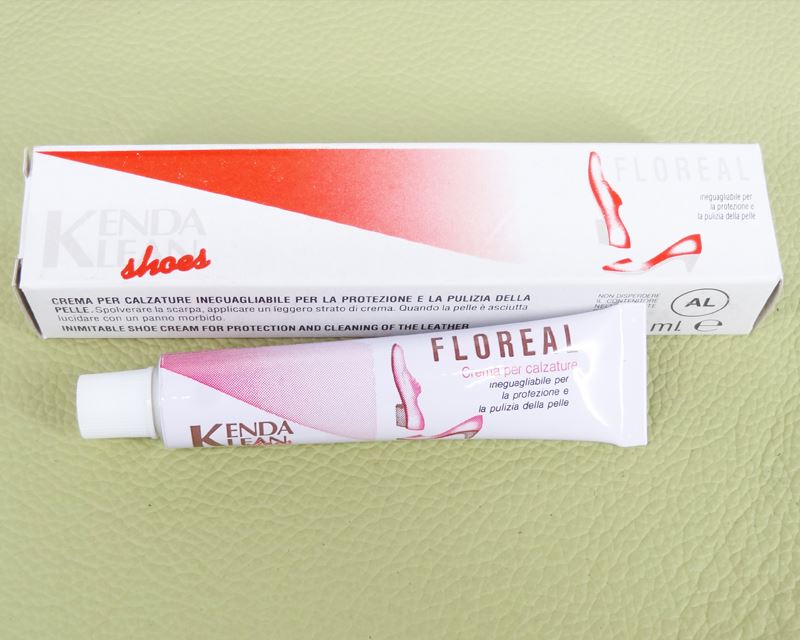 FLOREAL
ineguagliabile per
la protezione e
la pulizia della pelle
KENDA
KLEAN
shoes
CREMA PER CALZATURE INEGUAGLIABILE PER LA PROTEZIONE E LA PULIZIA DELLA
PELLE. Spolverare la scarpa, applicare un leggero strato di crema. Quando la pelle è asciutta
lucidare con un panno morbido.
INIMITABLE SHOE CREAM FOR PROTECTION AND CLEANING OF THE LEATHER
NON DISPERDERE
IL CONTENITORE
AL
ml. e
FLOREAL
Crema per calzature
ineguagliabile per
la protezione e
la pulizia della pelle
KENDA
KLEAN